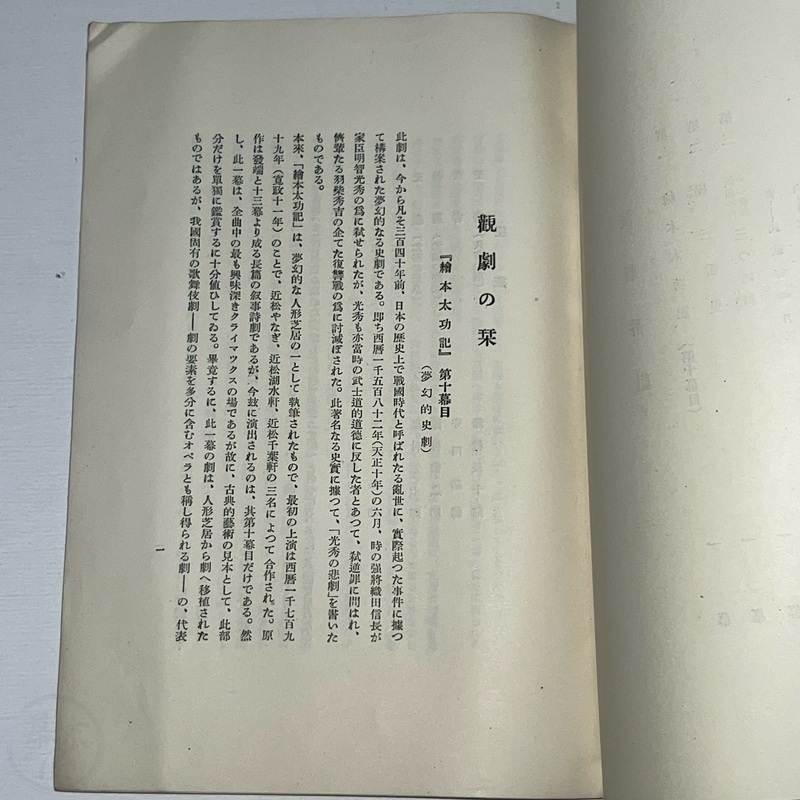 觀劇の栞
『繪本太功記』第十幕目
（夢幻的史劇）
此劇は、今から凡そ三百四十年前、日本の歷史上で戰國時代と呼ばれたる亂世に、實際起つた事件に據つ
て構案された夢幻的なる史劇である。卽ち西曆一千五百八十二年（天正十年）の六月、時の强將織田信長が
家臣明智光秀の爲に弑せられたが、光秀も亦當時の武士道的道德に反した者とあつて、弑逆罪に問はれ、
儕輩たる羽柴秀吉の企てた復讐戰の爲に討滅ぼされた。此著名なる史實に據つて、「光秀の悲劇」を書いた
ものである。
本來、「繪本太功記」は、夢幻的な人形芝居の一として執筆されたもので、最初の上演は西曆一千七百九
十九年（寬政十一年）のことで、近松やなぎ、近松湖水軒、近松千葉軒の三名によつて合作された。原
作は發端と十三幕より成る長篇の敍事詩劇であるが、今玆に演出されるのは、其第十幕目だけである。然
し、此一幕は、全曲中の最も興味深きクライマツクスの場であるが故に、古典的藝術の見本として、此部
分だけを單獨に鑑賞するに十分値ひしてゐる。畢竟するに、此一幕の劇は、人形芝居から劇へ移植された
ものではあるが、我國固有の歌舞伎劇——劇の要素を多分に含むオペラとも稱し得られる劇——の、代表
一